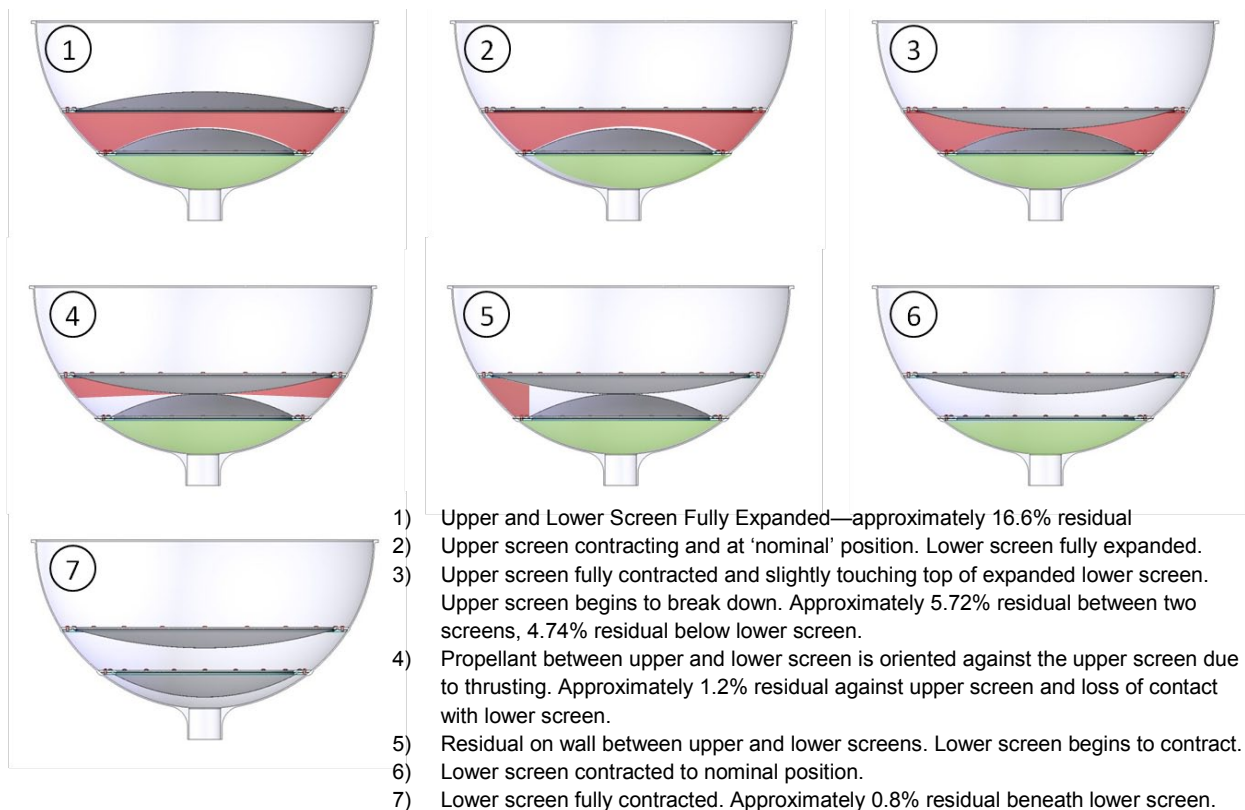 1
2
3
4
5
6
7
1) Upper and Lower Screen Fully Expanded—approximately 16.6% residual
2) Upper screen contracting and at ‘nominal’ position. Lower screen fully expanded.
3) Upper screen fully contracted and slightly touching top of expanded lower screen.
Upper screen begins to break down. Approximately 5.72% residual between two
screens, 4.74% residual below lower screen.
4) Propellant between upper and lower screen is oriented against the upper screen due
to thrusting. Approximately 1.2% residual against upper screen and loss of contact
with lower screen.
5) Residual on wall between upper and lower screens. Lower screen begins to contract.
6) Lower screen contracted to nominal position.
7) Lower screen fully contracted. Approximately 0.8% residual beneath lower screen.